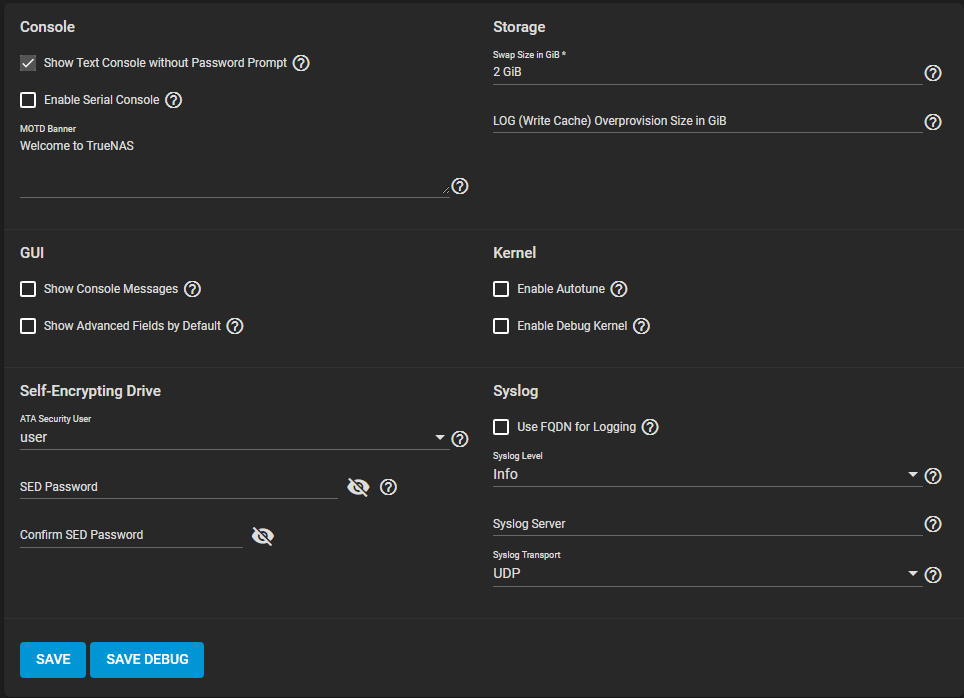 Console
Show Text Console without Password Prompt
Enable Serial Console
MOTD Banner
Welcome to TrueNAS
Storage
Swap Size in GiB *
2 GiB
LOG (Write Cache) Overprovision Size in GiB
GUI
Show Console Messages
Show Advanced Fields by Default
Kernel
Enable Autotune
Enable Debug Kernel
Self-Encrypting Drive
ATA Security User
user
SED Password
Confirm SED Password
Syslog
Use FQDN for Logging
Syslog Level
Info
Syslog Server
Syslog Transport
UDP
SAVE
SAVE DEBUG